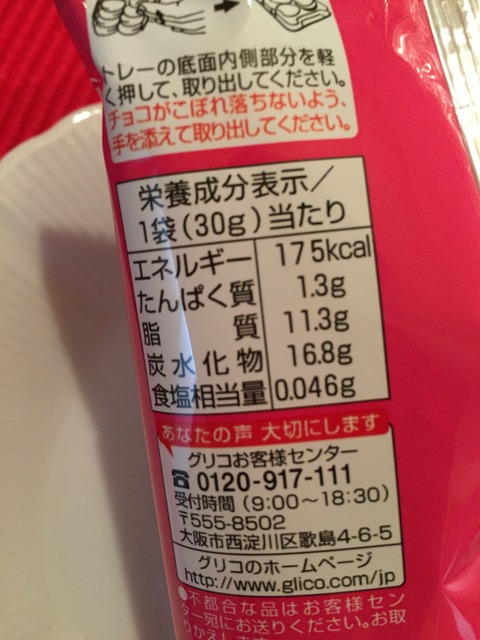 トレーの底面内側部分を軽
く押して、取り出してください。
チョコがこぼれ落ちないよう、
手を添えて取り出してください。
栄養成分表示／
1袋(30g)当たり
エネルギー 175kcal
たんぱく質 1.3g
脂質 11.3g
炭水化物 16.8g
食塩相当量 0.046g
あなたの声 大切にします
グリコお客様センター
☎0120-917-111
受付時間(9:00〜18:30)
〒555-8502
大阪市西淀川区歌島4-6-5
グリコのホームページ
http://www.glico.com/jp
●不都合な品はお客様セン
ター宛にお送りください。お取
りかえします